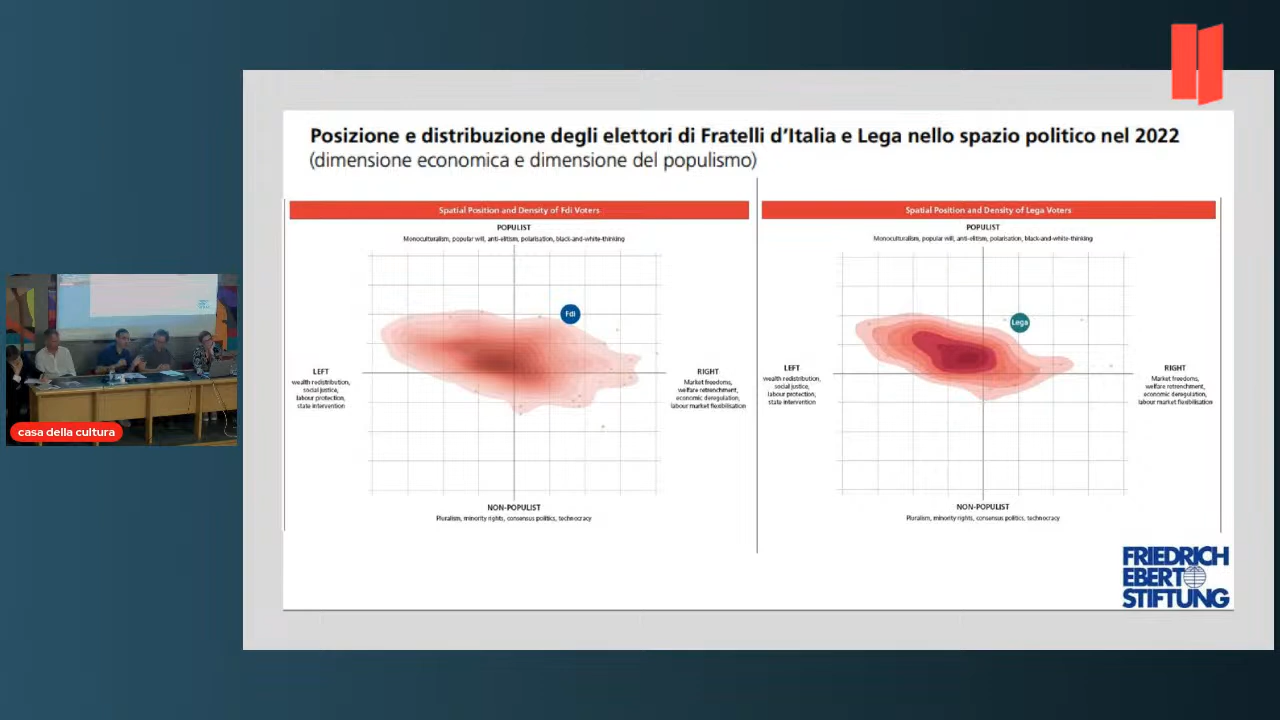 Posizione e distribuzione degli elettori di Fratelli d'Italia e Lega nello spazio politico nel 2022
(dimensione economica e dimensione del populismo)
Spatial Position and Density of Fdi Voters
POPULIST
Monoculturalism, popular will, anti-elitism, polarisation, black-and-white-thinking
Fdi
LEFT
wealth redistribution,
social justice,
labour protection,
state intervention
RIGHT
Market freedoms,
welfare retrenchment,
economic deregulation,
labour market flexibilisation
NON-POPULIST
Pluralism, minority rights, consensus politics, technocracy
Spatial Position and Density of Lega Voters
POPULIST
Monoculturalism, popular will, anti-elitism, polarisation, black-and-white-thinking
Lega
LEFT
wealth redistribution,
social justice,
labour protection,
state intervention
RIGHT
Market freedoms,
welfare retrenchment,
economic deregulation,
labour market flexibilisation
NON-POPULIST
Pluralism, minority rights, consensus politics, technocracy
casa della cultura
FRIEDRICH
EBERT
STIFTUNG